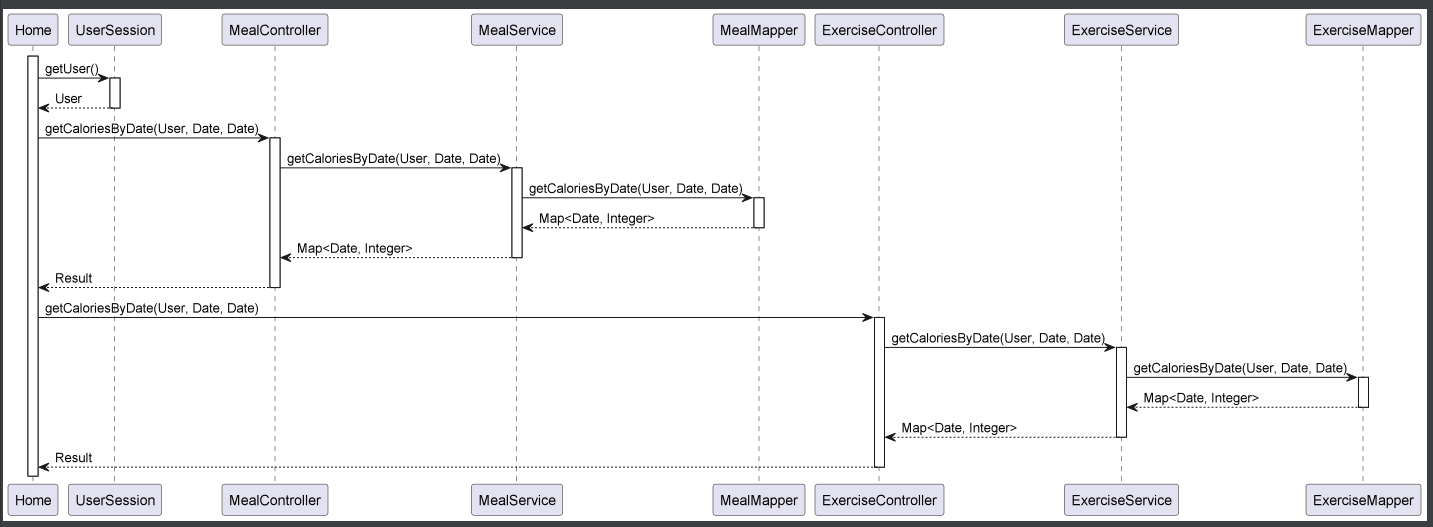 Home UserSession MealController MealService MealMapper ExerciseController ExerciseService ExerciseMapper
getUser()
User
getCaloriesByDate(User, Date, Date)
getCaloriesByDate(User, Date, Date)
getCaloriesByDate(User, Date, Date)
Map<Date, Integer>
Map<Date, Integer>
Result
getCaloriesByDate(User, Date, Date)
getCaloriesByDate(User, Date, Date)
getCaloriesByDate(User, Date, Date)
Map<Date, Integer>
Map<Date, Integer>
Result
Home UserSession MealController MealService MealMapper ExerciseController ExerciseService ExerciseMapper